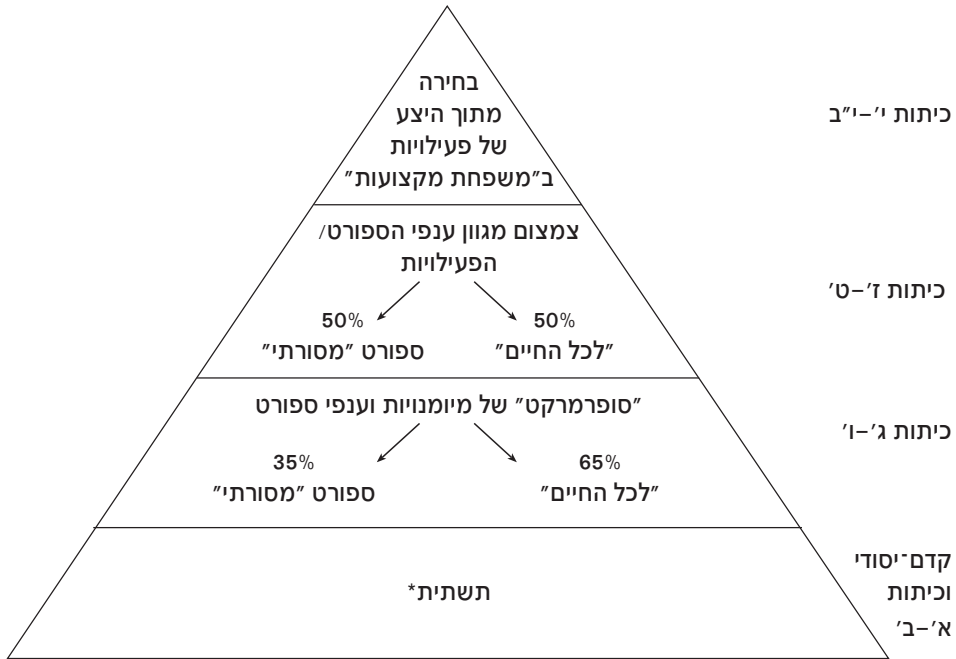 בחירה
מתוך היצע
של פעילויות
ב"משפחת מקצועות"
כיתות י'–י"ב
צמצום מגוון ענפי הספורט/
הפעילויות
50%
"לכל החיים"
50%
ספורט "מסורתי"
כיתות ז'–ט'
"סופרמרקט" של מיומנויות וענפי ספורט
65%
"לכל החיים"
35%
ספורט "מסורתי"
כיתות ג'–ו'
תשתית*
קדם־יסודי
וכיתות
א'–ב'